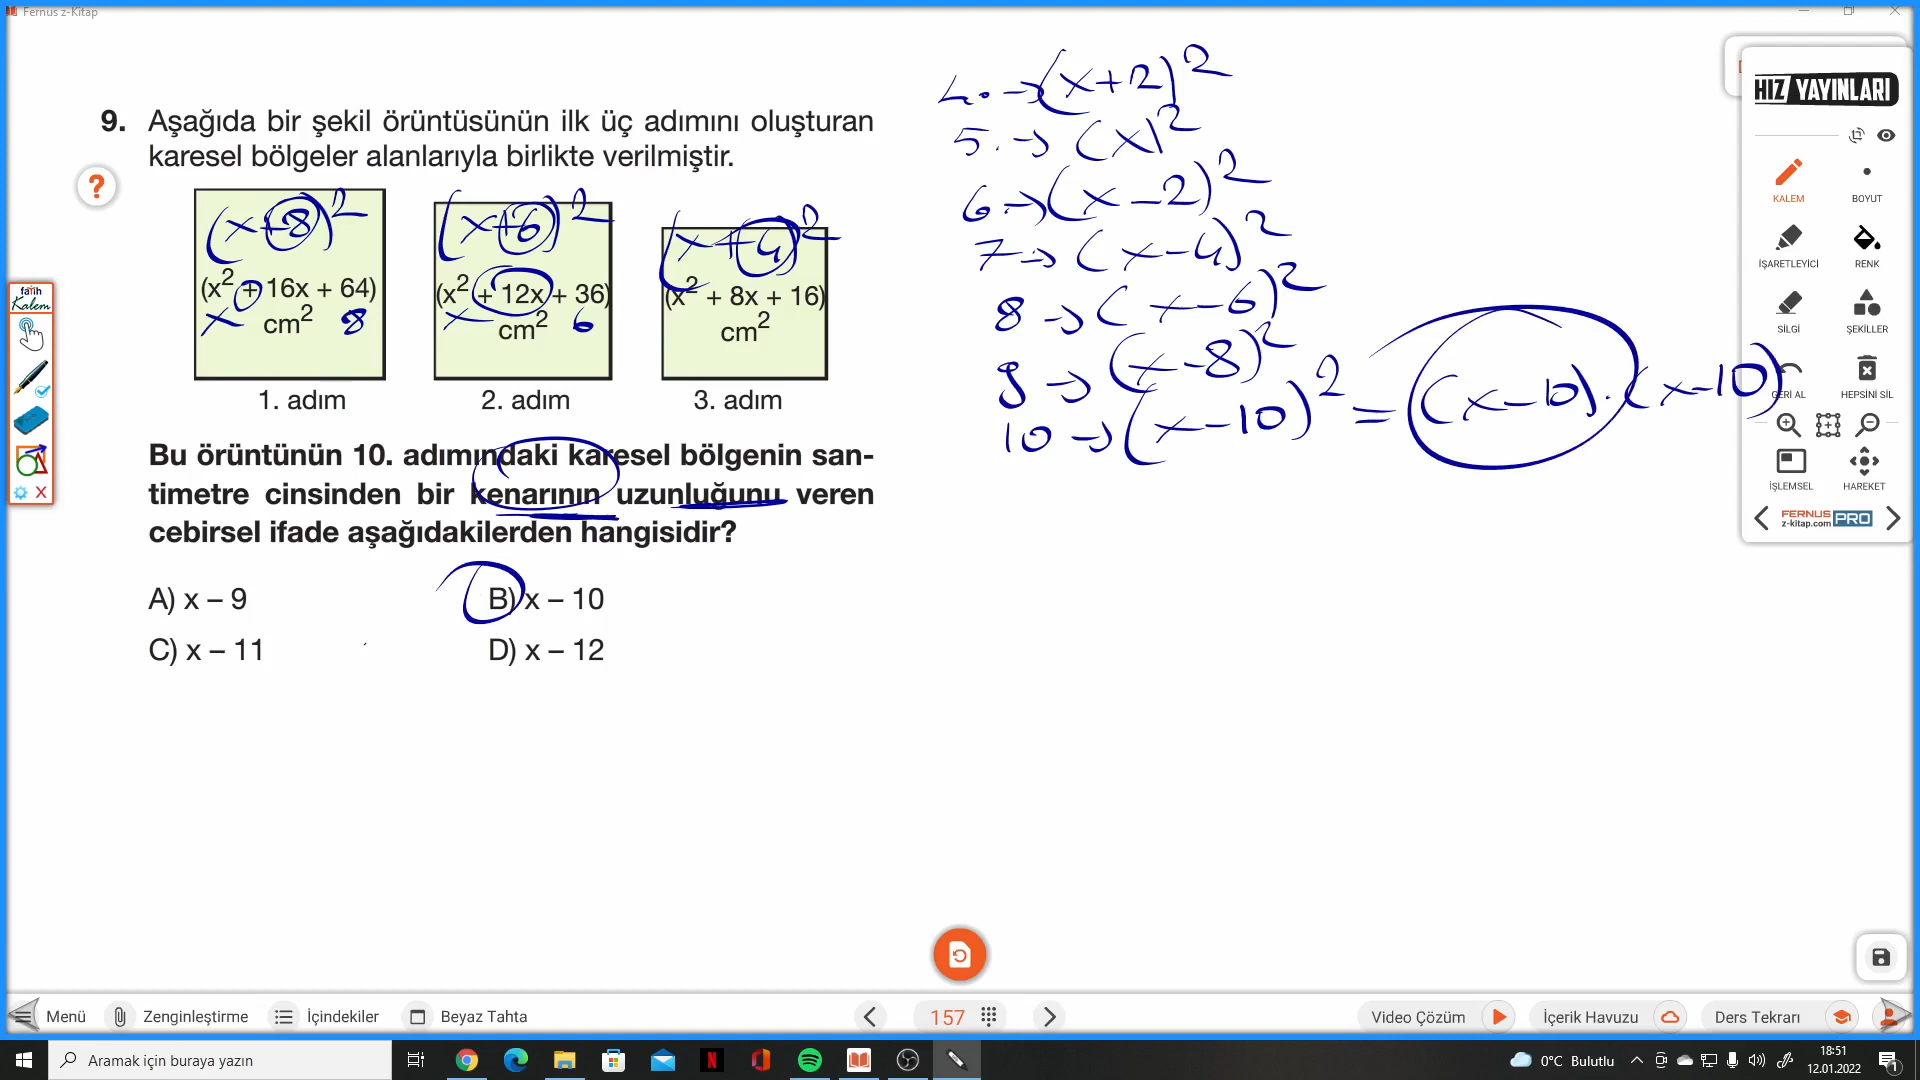 Fernus z-Kitap
9. Aşağıda bir şekil örüntüsünün ilk üç adımını oluşturan
karesel bölgeler alanlarıyla birlikte verilmiştir.
(x+8)²
(x² + 16x + 64)
cm²
x 8
1. adım
(x+6)²
(x² + 12x + 36)
cm²
x 6
2. adım
(x+4)²
(x² + 8x + 16)
cm²
3. adım
Bu örüntünün 10. adımındaki karesel bölgenin san-
timetre cinsinden bir kenarının uzunluğunu veren
cebirsel ifade aşağıdakilerden hangisidir?
A) x – 9
B) x – 10
C) x – 11
D) x – 12
4. → (x+2)²
5. → (x)²
6 → (x-2)²
7 → (x-4)²
8 → (x-6)²
9 → (x-8)²
10 → (x-10)² = (x-10).(x-10)
fatih
Kalem
HIZ YAYINLARI
KALEM
BOYUT
İŞARETLEYİCİ
RENK
SİLGİ
ŞEKİLLER
GERİ AL
HEPSİNİ SİL
İŞLEMSEL
HAREKET
FERNUS
z-kitap.com PRO
Menü
Zenginleştirme
İçindekiler
Beyaz Tahta
157
Video Çözüm
İçerik Havuzu
Ders Tekrarı
Aramak için buraya yazın
0°C Bulutlu
18:51
12.01.2022
1